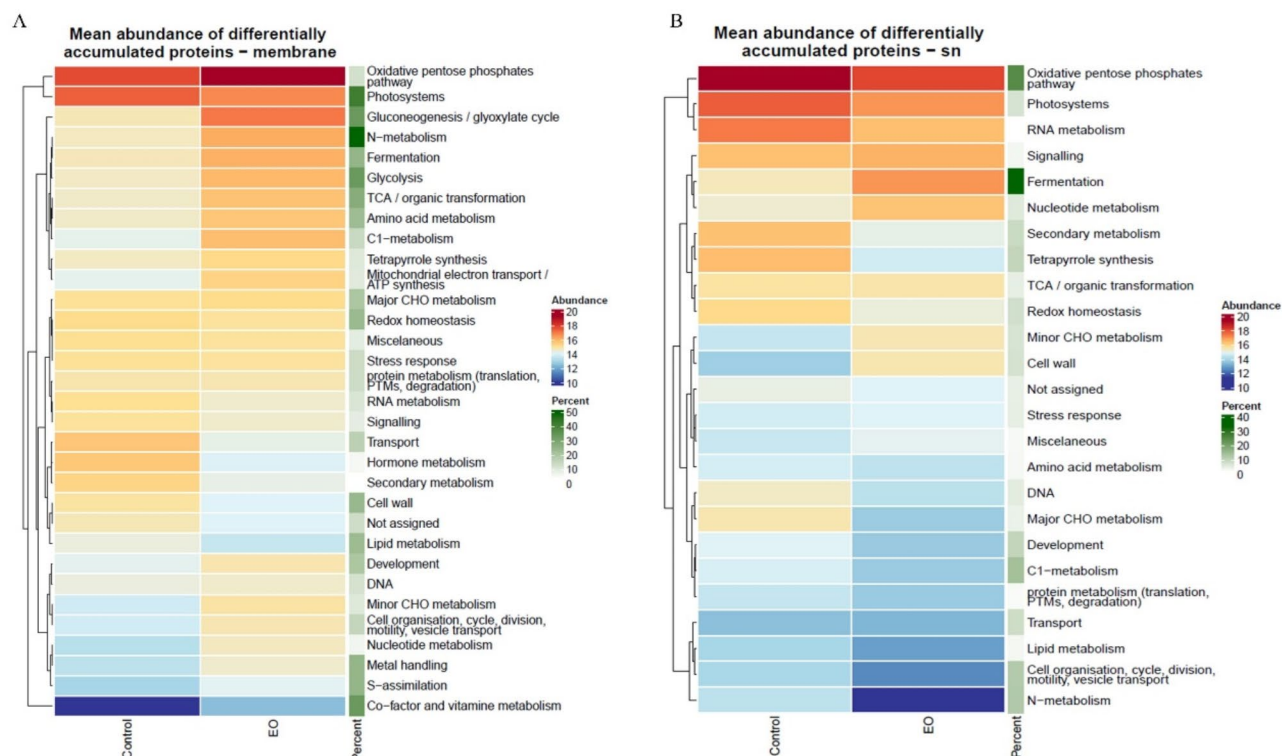 A
Mean abundance of differentially
accumulated proteins − membrane
Oxidative pentose phosphates
pathway
Photosystems
Gluconeogenesis / glyoxylate cycle
N−metabolism
Fermentation
Glycolysis
TCA / organic transformation
Amino acid metabolism
C1−metabolism
Tetrapyrrole synthesis
Mitochondrial electron transport /
ATP synthesis
Major CHO metabolism
Redox homeostasis
Miscelaneous
Stress response
protein metabolism (translation,
PTMs, degradation)
RNA metabolism
Signalling
Transport
Hormone metabolism
Secondary metabolism
Cell wall
Not assigned
Lipid metabolism
Development
DNA
Minor CHO metabolism
Cell organisation, cycle, division,
motility, vesicle transport
Nucleotide metabolism
Metal handling
S−assimilation
Co−factor and vitamine metabolism
Control
EO
Percent
Abundance
20
18
16
14
12
10
Percent
50
40
30
20
10
0
B
Mean abundance of differentially
accumulated proteins − sn
Oxidative pentose phosphates
pathway
Photosystems
RNA metabolism
Signalling
Fermentation
Nucleotide metabolism
Secondary metabolism
Tetrapyrrole synthesis
TCA / organic transformation
Redox homeostasis
Minor CHO metabolism
Cell wall
Not assigned
Stress response
Miscelaneous
Amino acid metabolism
DNA
Major CHO metabolism
Development
C1−metabolism
protein metabolism (translation,
PTMs, degradation)
Transport
Lipid metabolism
Cell organisation, cycle, division,
motility, vesicle transport
N−metabolism
Control
EO
Percent
Abundance
20
18
16
14
12
10
Percent
40
30
20
10
0